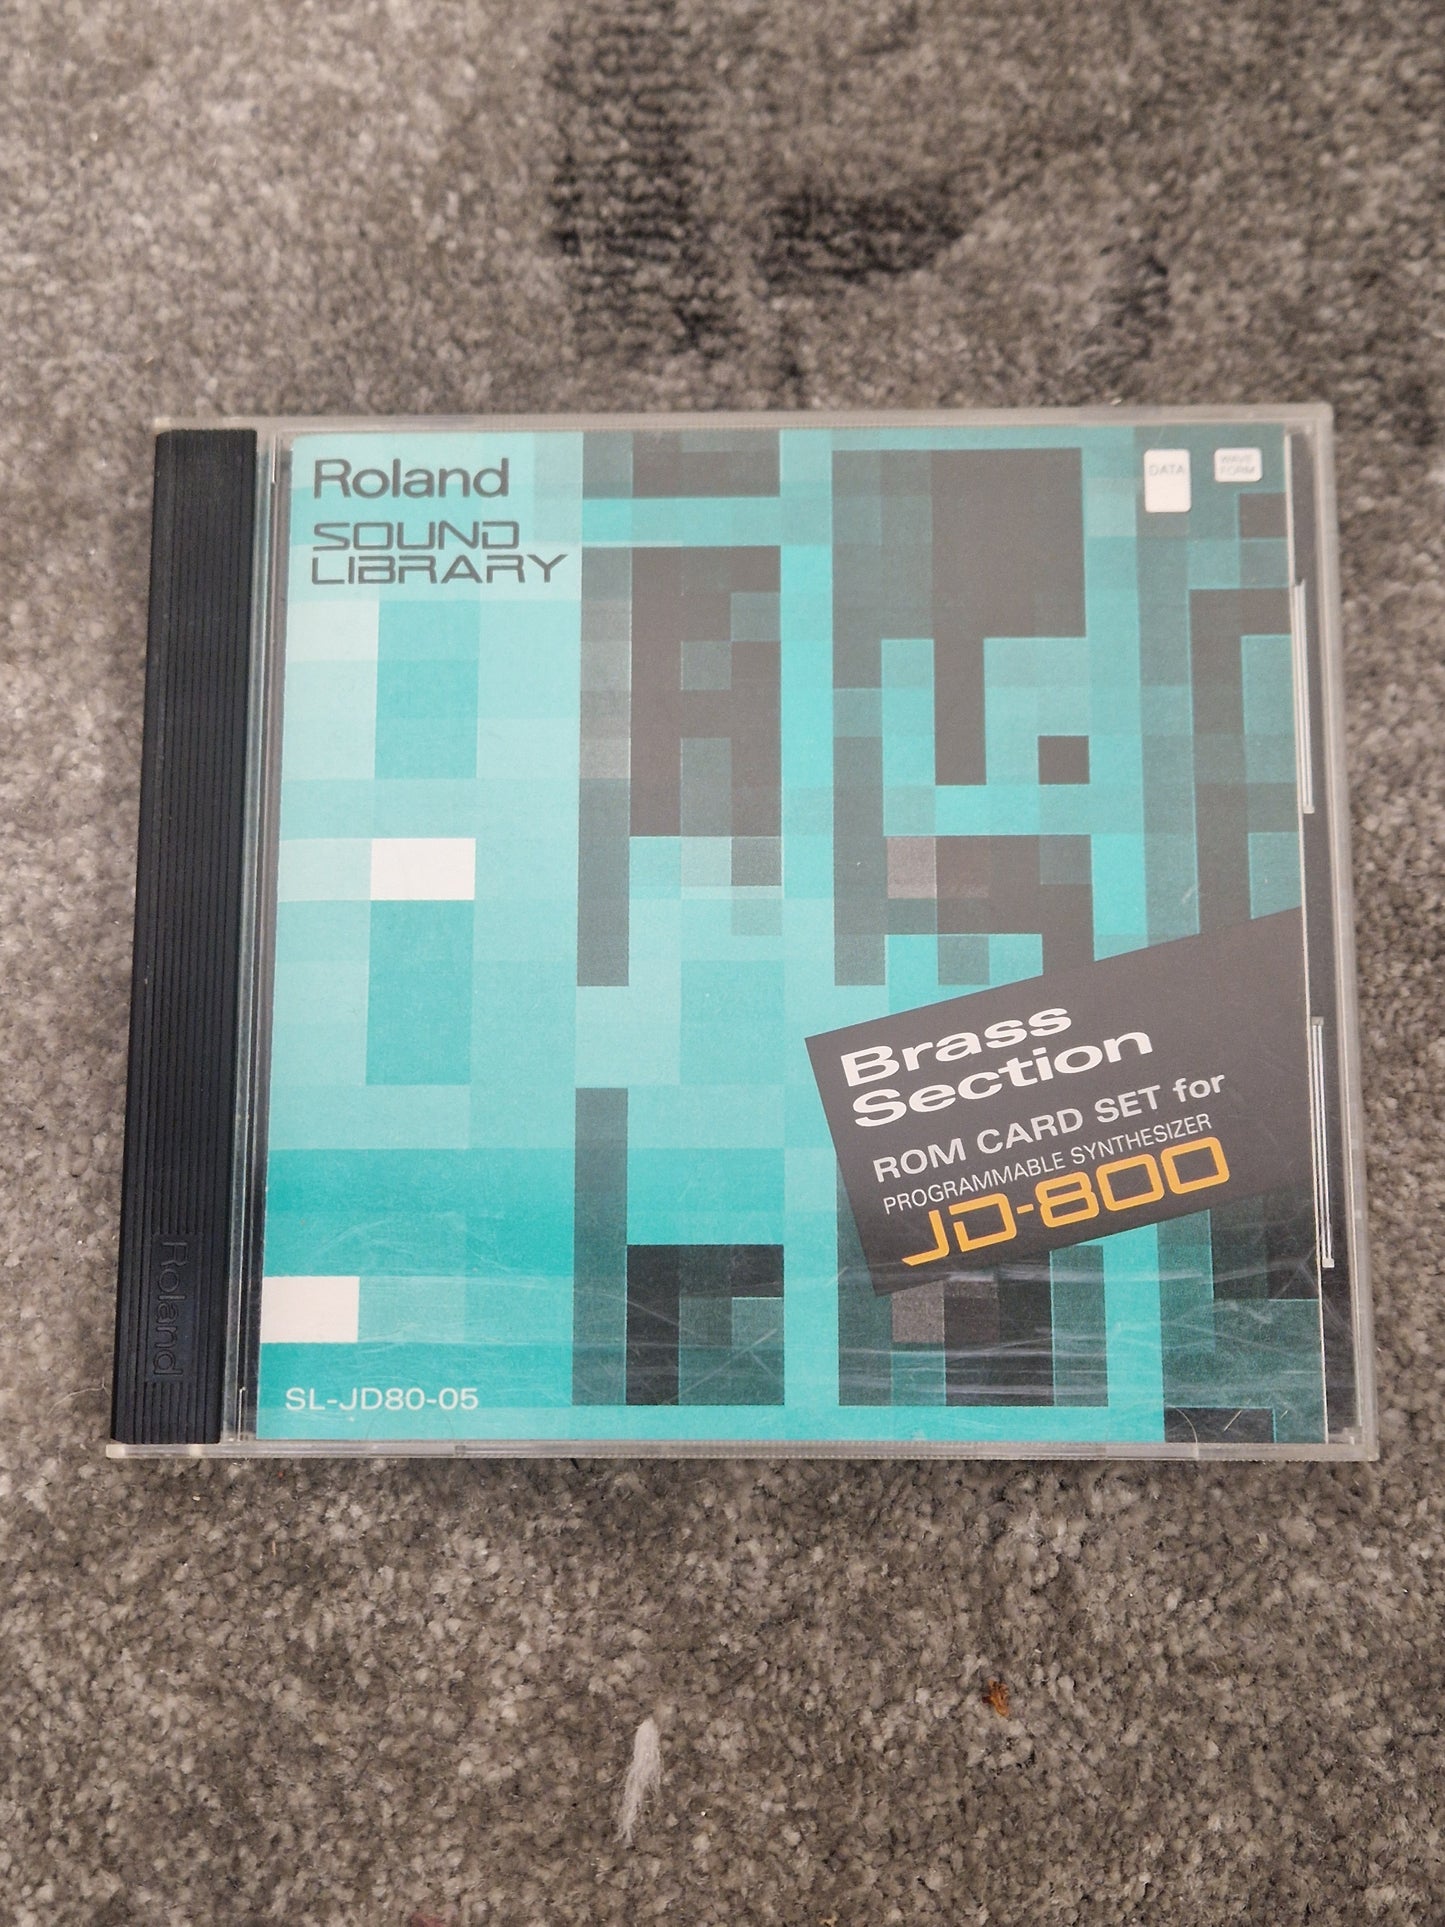 Roland
SOUND
LIBRARY
DATA
WAVE
FORM
Brass
Section
ROM CARD SET for
PROGRAMMABLE SYNTHESIZER
JD-800
SL-JD80-05
Roland